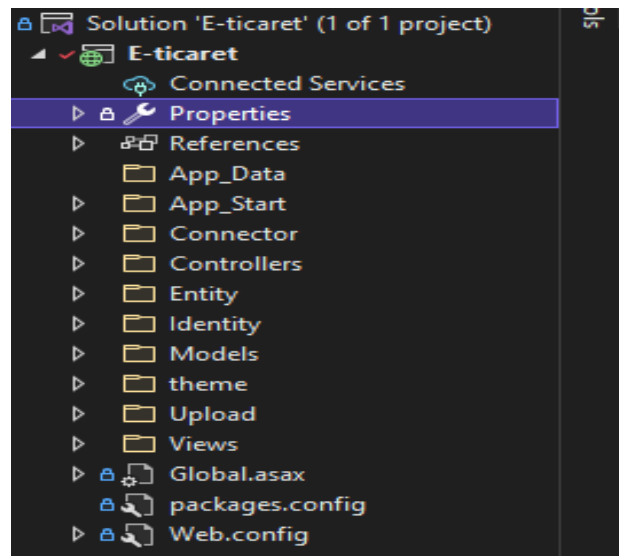 Solution 'E-ticaret' (1 of 1 project)
E-ticaret
Connected Services
Properties
References
App_Data
App_Start
Connector
Controllers
Entity
Identity
Models
theme
Upload
Views
Global.asax
packages.config
Web.config